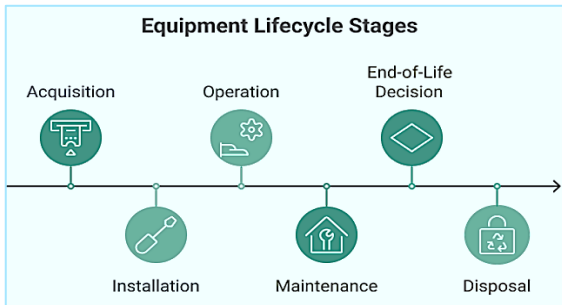 Equipment Lifecycle Stages
Acquisition
Installation
Operation
Maintenance
End-of-Life
Decision
Disposal